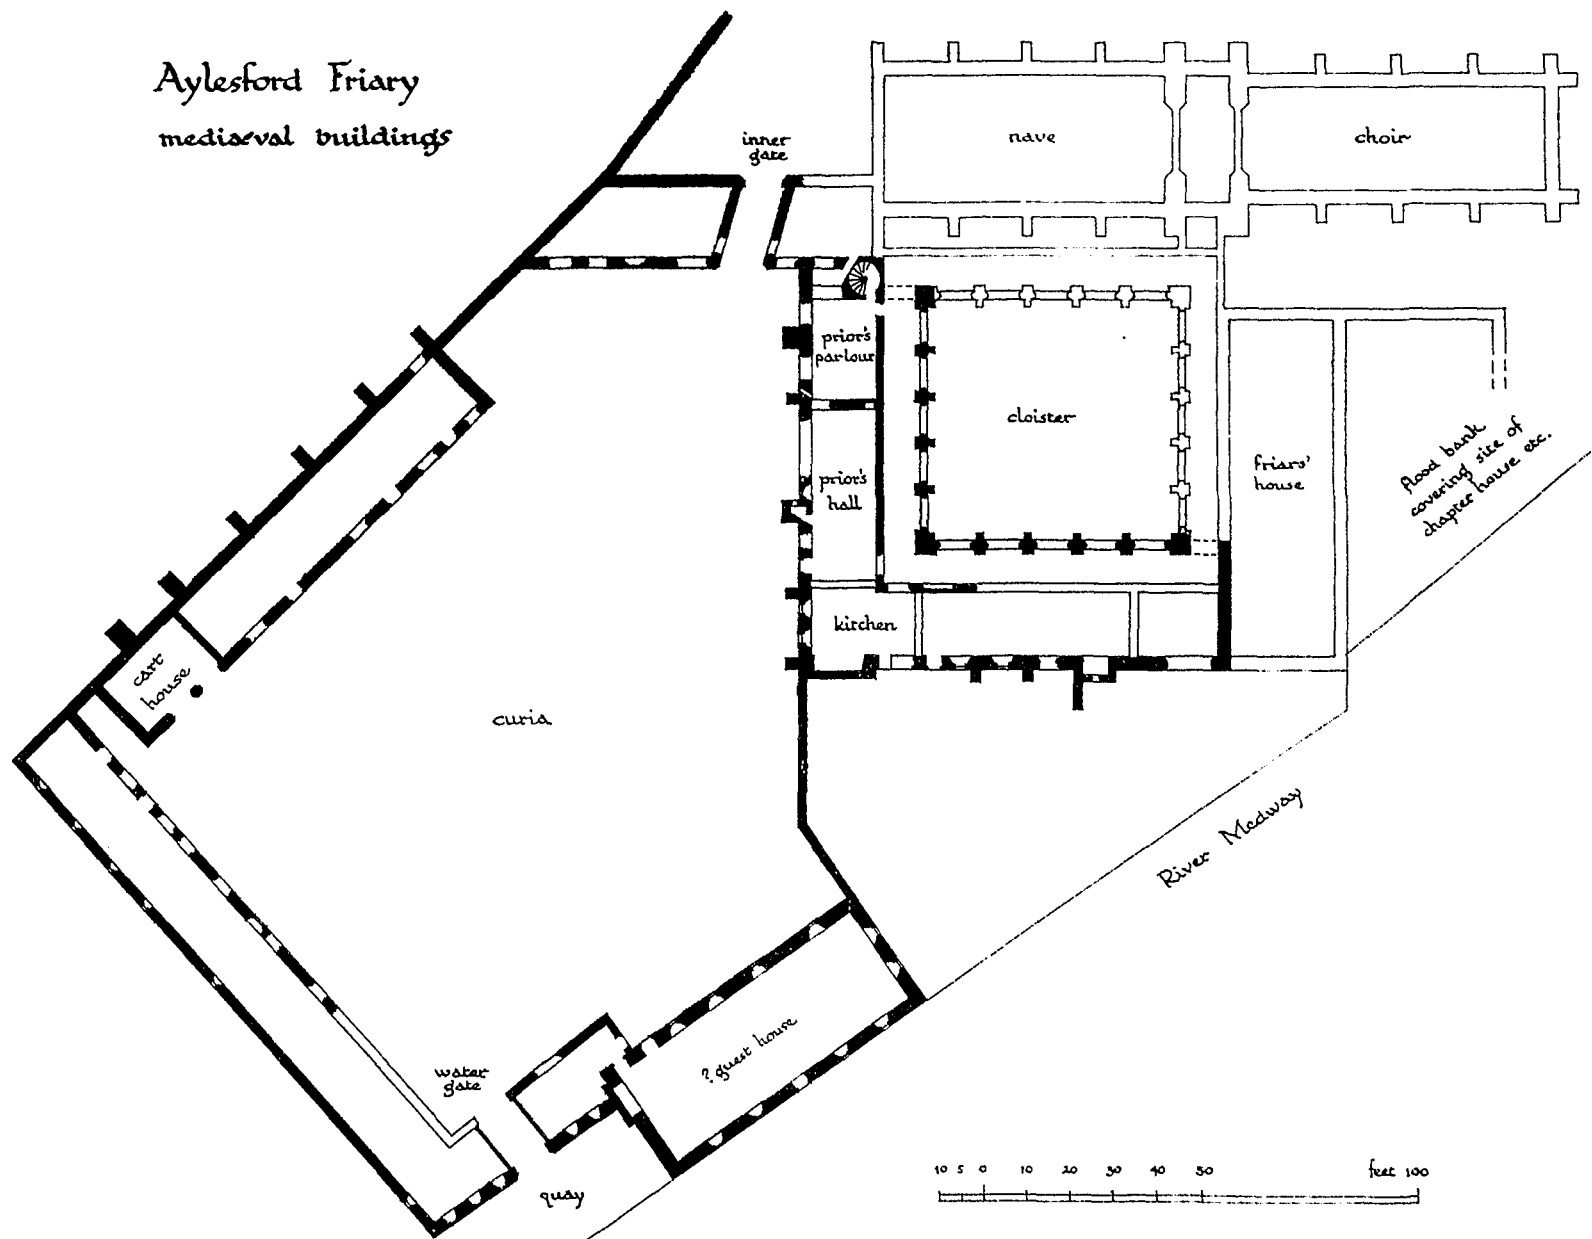 Aylesford Friary
mediæval buildings
inner
gate
nave
choir
prior's
parlour
cloister
prior's
hall
friars'
house
flood bank
covering site of
chapter house etc.
kitchen
cart
house
curia
River Medway
? guest house
water
gate
quay
10 5 0 10 20 30 40 50 feet 100